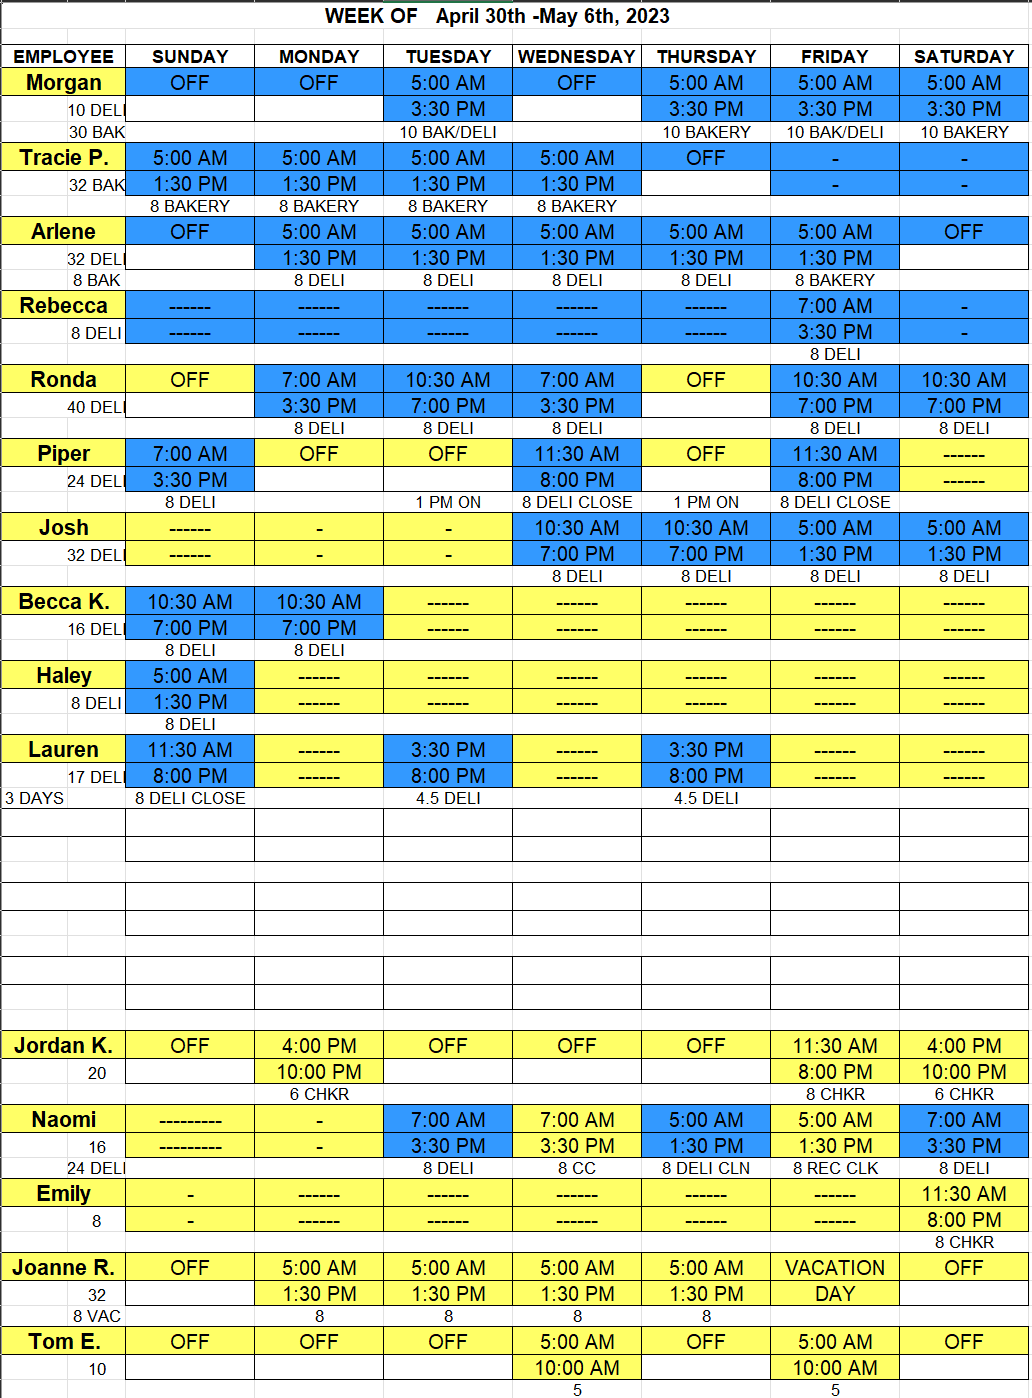 WEEK OF April 30th -May 6th, 2023
EMPLOYEE SUNDAY MONDAY TUESDAY WEDNESDAY THURSDAY FRIDAY SATURDAY
Morgan OFF OFF 5:00 AM OFF 5:00 AM 5:00 AM 5:00 AM
10 DELI 3:30 PM 3:30 PM 3:30 PM 3:30 PM
30 BAK 10 BAK/DELI 10 BAKERY 10 BAK/DELI 10 BAKERY
Tracie P. 5:00 AM 5:00 AM 5:00 AM 5:00 AM OFF - -
32 BAK 1:30 PM 1:30 PM 1:30 PM 1:30 PM - -
8 BAKERY 8 BAKERY 8 BAKERY 8 BAKERY
Arlene OFF 5:00 AM 5:00 AM 5:00 AM 5:00 AM 5:00 AM OFF
32 DELI 1:30 PM 1:30 PM 1:30 PM 1:30 PM 1:30 PM
8 BAK 8 DELI 8 DELI 8 DELI 8 DELI 8 BAKERY
Rebecca ------ ------ ------ ------ ------ 7:00 AM -
8 DELI ------ ------ ------ ------ ------ 3:30 PM -
8 DELI
Ronda OFF 7:00 AM 10:30 AM 7:00 AM OFF 10:30 AM 10:30 AM
40 DELI 3:30 PM 7:00 PM 3:30 PM 7:00 PM 7:00 PM
8 DELI 8 DELI 8 DELI 8 DELI 8 DELI
Piper 7:00 AM OFF OFF 11:30 AM OFF 11:30 AM ------
24 DELI 3:30 PM 8:00 PM 8:00 PM ------
8 DELI 1 PM ON 8 DELI CLOSE 1 PM ON 8 DELI CLOSE
Josh ------ - - 10:30 AM 10:30 AM 5:00 AM 5:00 AM
32 DELI ------ - - 7:00 PM 7:00 PM 1:30 PM 1:30 PM
8 DELI 8 DELI 8 DELI 8 DELI
Becca K. 10:30 AM 10:30 AM ------ ------ ------ ------ ------
16 DELI 7:00 PM 7:00 PM ------ ------ ------ ------ ------
8 DELI 8 DELI
Haley 5:00 AM ------ ------ ------ ------ ------ ------
8 DELI 1:30 PM ------ ------ ------ ------ ------ ------
8 DELI
Lauren 11:30 AM ------ 3:30 PM ------ 3:30 PM ------ ------
17 DELI 8:00 PM ------ 8:00 PM ------ 8:00 PM ------ ------
3 DAYS 8 DELI CLOSE 4.5 DELI 4.5 DELI
Jordan K. OFF 4:00 PM OFF OFF OFF 11:30 AM 4:00 PM
20 10:00 PM 8:00 PM 10:00 PM
6 CHKR 8 CHKR 6 CHKR
Naomi --------- - 7:00 AM 7:00 AM 5:00 AM 5:00 AM 7:00 AM
16 --------- - 3:30 PM 3:30 PM 1:30 PM 1:30 PM 3:30 PM
24 DELI 8 DELI 8 CC 8 DELI CLN 8 REC CLK 8 DELI
Emily - ------ ------ ------ ------ ------ 11:30 AM
8 - ------ ------ ------ ------ ------ 8:00 PM
8 CHKR
Joanne R. OFF 5:00 AM 5:00 AM 5:00 AM 5:00 AM VACATION OFF
32 1:30 PM 1:30 PM 1:30 PM 1:30 PM DAY
8 VAC 8 8 8 8
Tom E. OFF OFF OFF 5:00 AM OFF 5:00 AM OFF
10 10:00 AM 10:00 AM
5 5